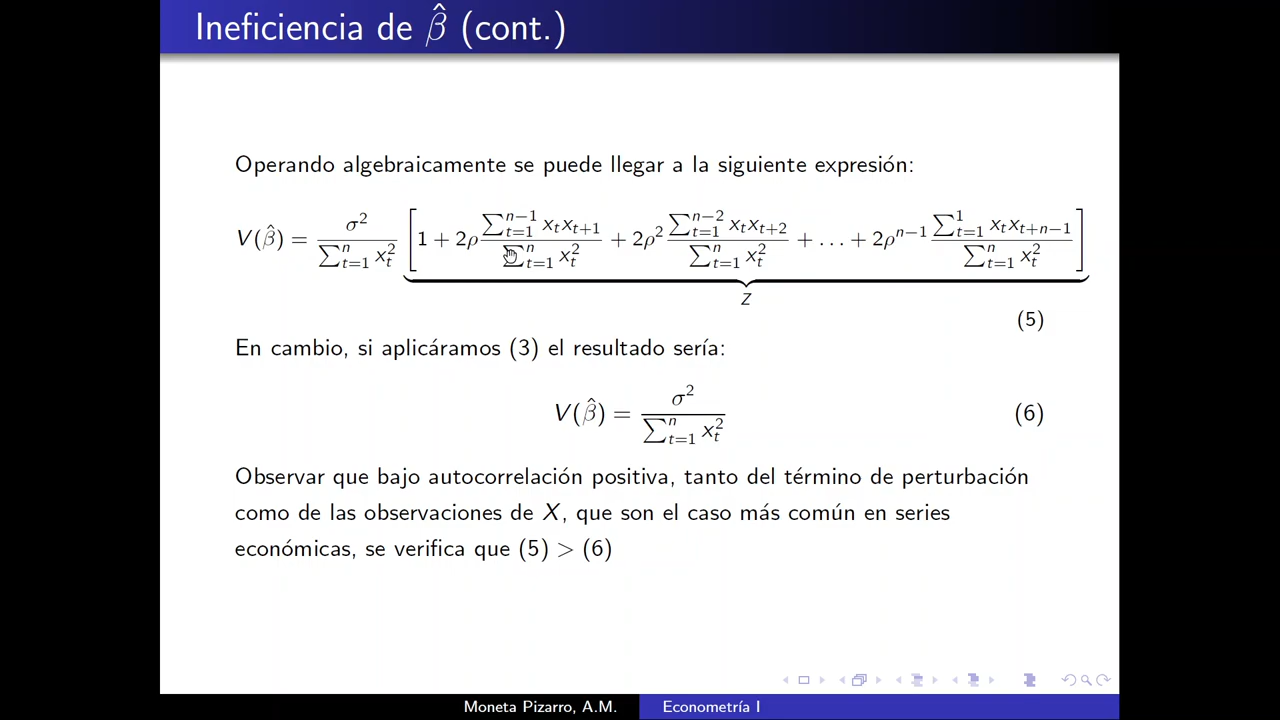 Ineficiencia de β̂ (cont.)
Operando algebraicamente se puede llegar a la siguiente expresión:
V(β̂) = σ² / ∑ₜ₌₁ⁿ xₜ² [1 + 2ρ ∑ₜ₌₁ⁿ⁻¹ xₜxₜ₊₁ / ∑ₜ₌₁ⁿ xₜ² + 2ρ² ∑ₜ₌₁ⁿ⁻² xₜxₜ₊₂ / ∑ₜ₌₁ⁿ xₜ² + ... + 2ρⁿ⁻¹ ∑ₜ₌₁¹ xₜxₜ₊ₙ₋₁ / ∑ₜ₌₁ⁿ xₜ²]
Z
(5)
En cambio, si aplicáramos (3) el resultado sería:
V(β̂) = σ² / ∑ₜ₌₁ⁿ xₜ² (6)
Observar que bajo autocorrelación positiva, tanto del término de perturbación
como de las observaciones de X, que son el caso más común en series
económicas, se verifica que (5) > (6)
Moneta Pizarro, A.M. Econometría I